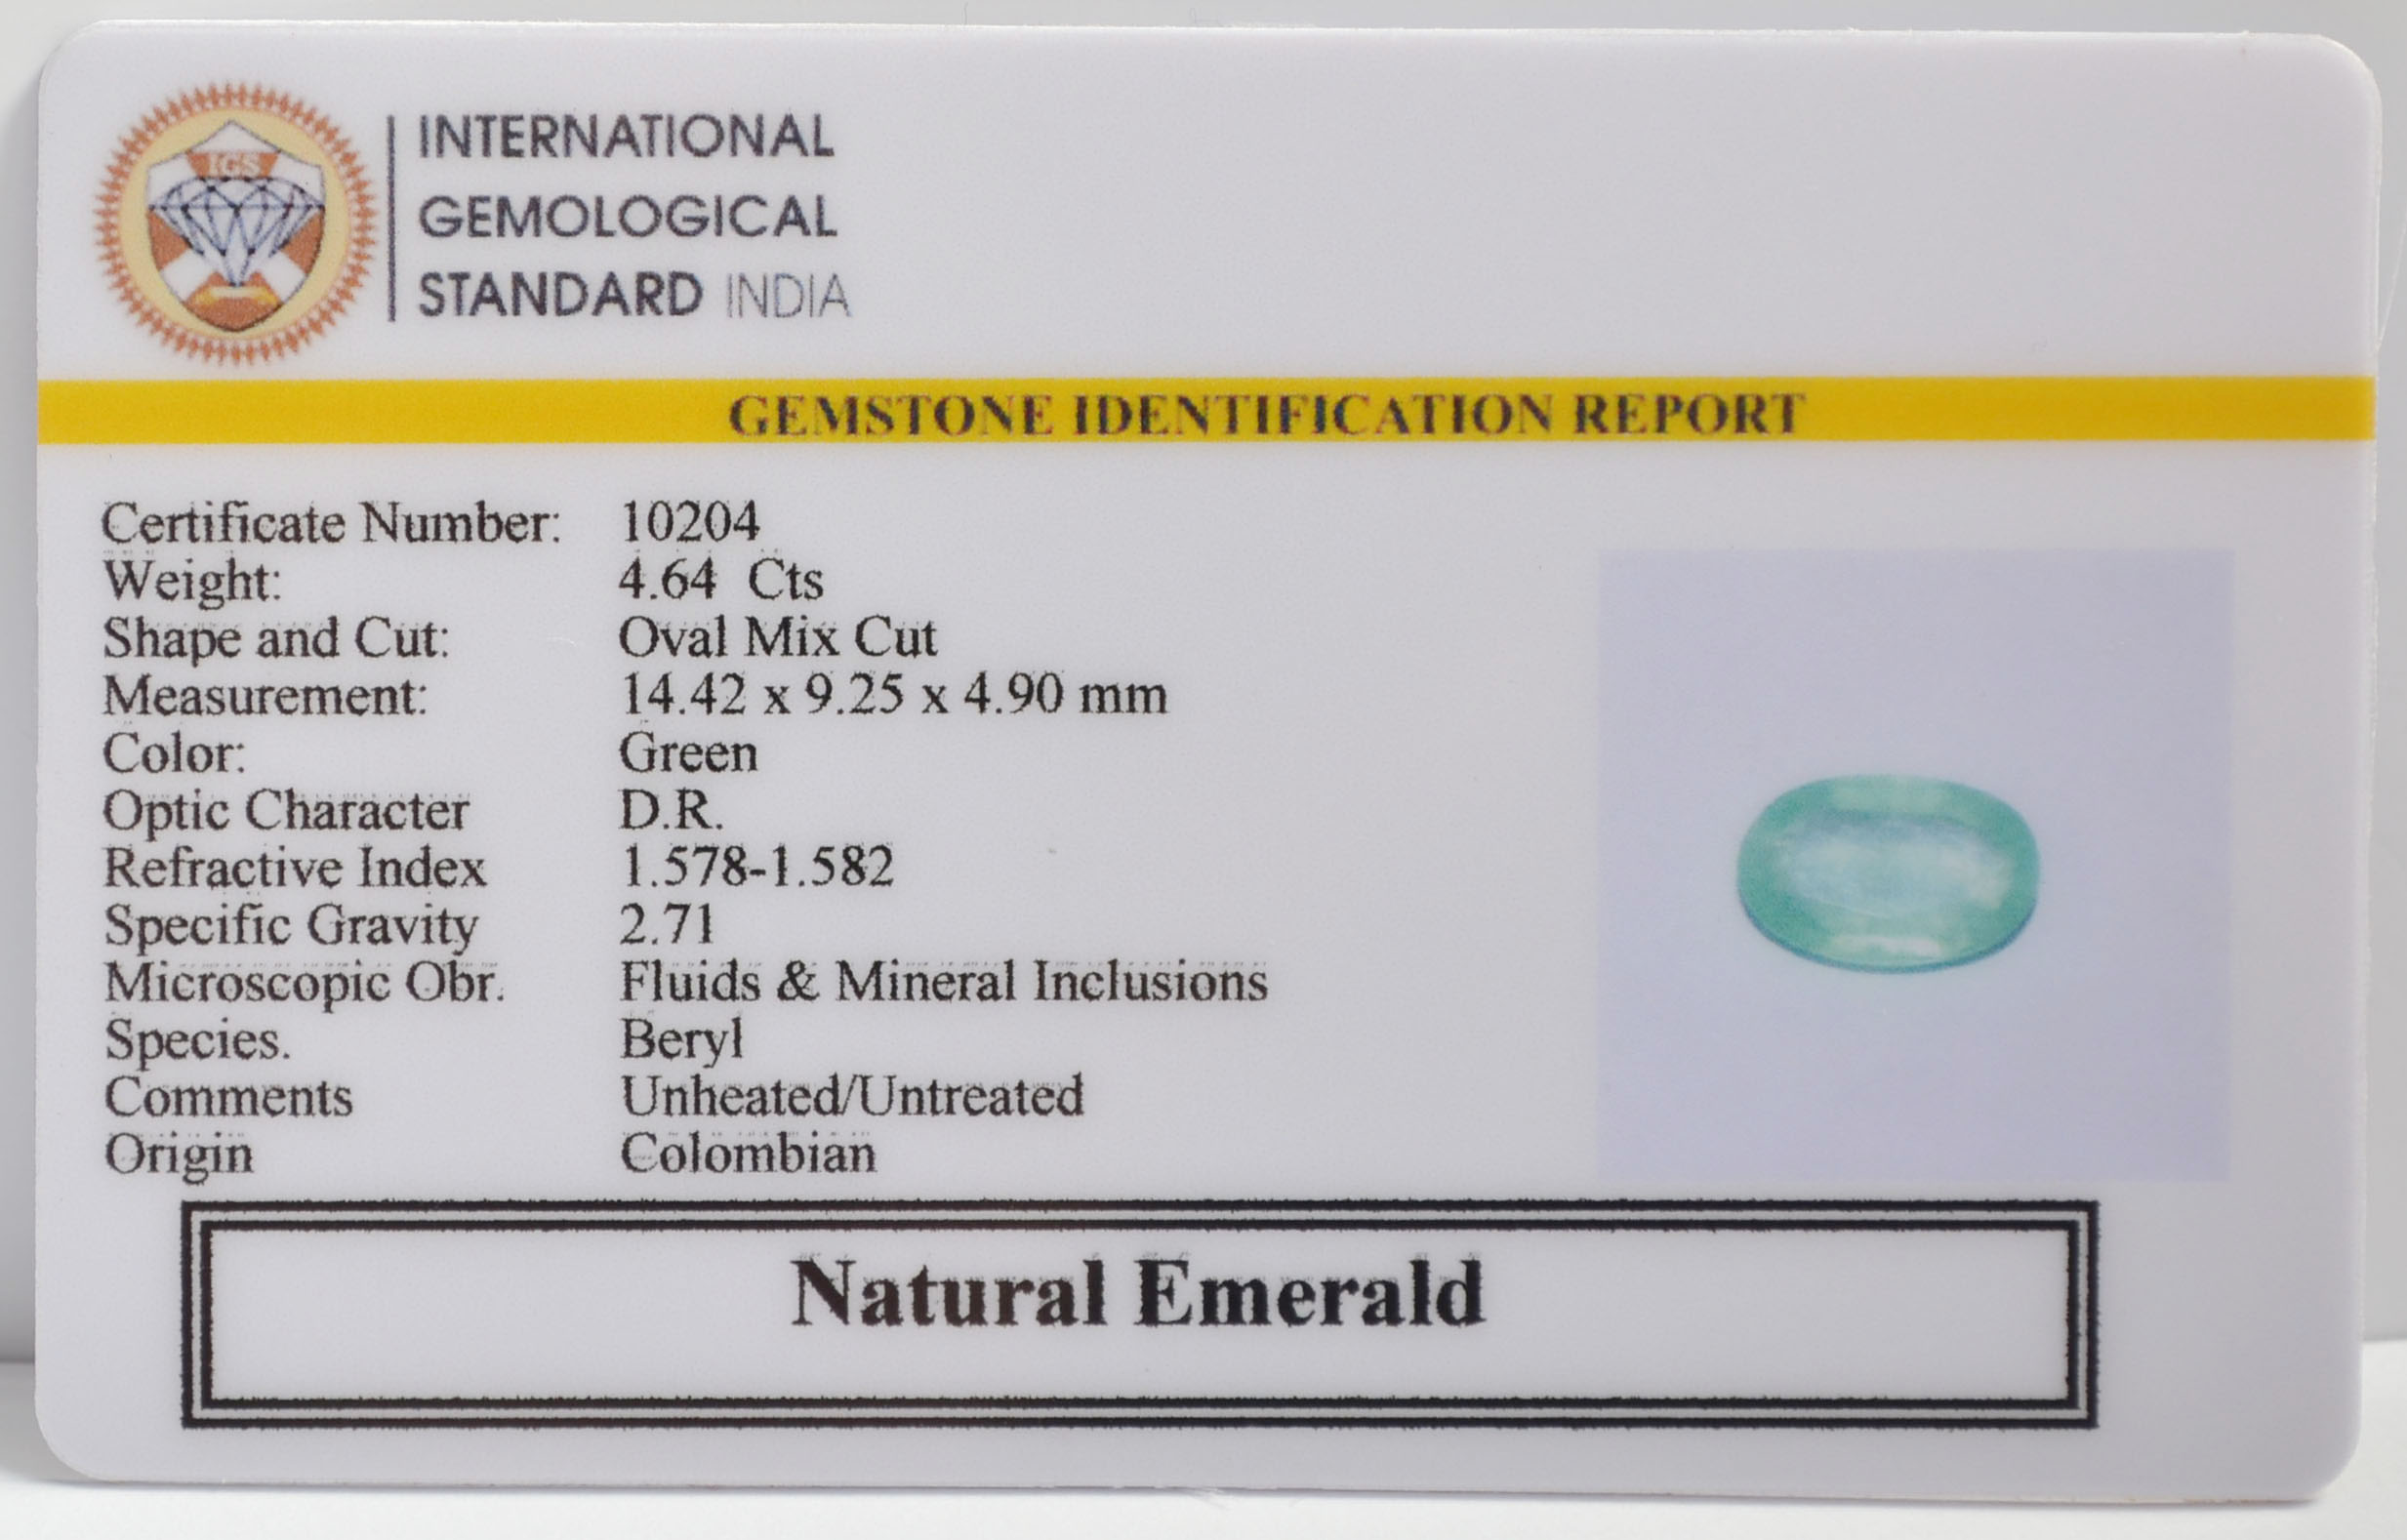 IGS
INTERNATIONAL
GEMOLOGICAL
STANDARD INDIA
GEMSTONE IDENTIFICATION REPORT
Certificate Number: 10204
Weight: 4.64 Cts
Shape and Cut: Oval Mix Cut
Measurement: 14.42 x 9.25 x 4.90 mm
Color: Green
Optic Character D.R.
Refractive Index 1.578-1.582
Specific Gravity 2.71
Microscopic Obr. Fluids & Mineral Inclusions
Species. Beryl
Comments Unheated/Untreated
Origin Colombian
Natural Emerald